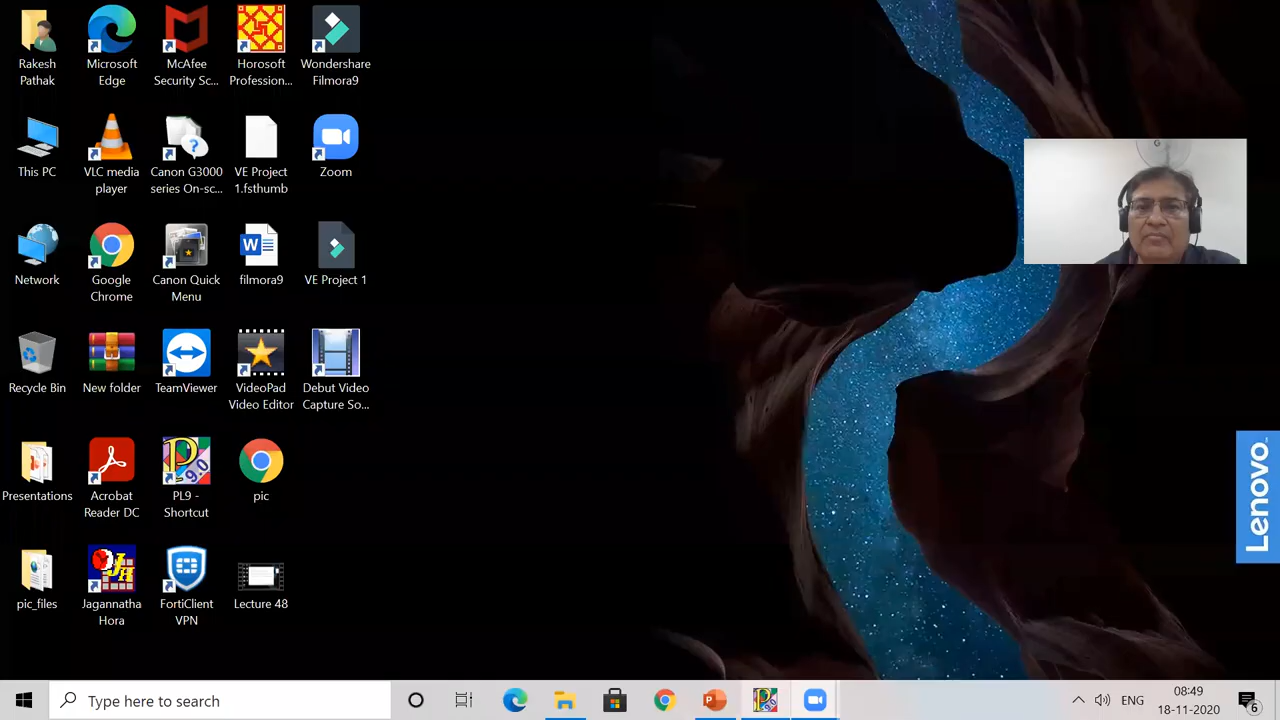 Rakesh
Pathak
Microsoft
Edge
McAfee
Security Sc...
Horosoft
Profession...
Wondershare
Filmora9
This PC
VLC media
player
Canon G3000
series On-sc...
VE Project
1.fsthumb
Zoom
Network
Google
Chrome
Canon Quick
Menu
filmora9
VE Project 1
Recycle Bin
New folder
TeamViewer
VideoPad
Video Editor
Debut Video
Capture So...
Presentations
Acrobat
Reader DC
PL9 -
Shortcut
pic
pic_files
Jagannatha
Hora
FortiClient
VPN
Lecture 48
Lenovo
Type here to search
ENG
08:49
18-11-2020
6